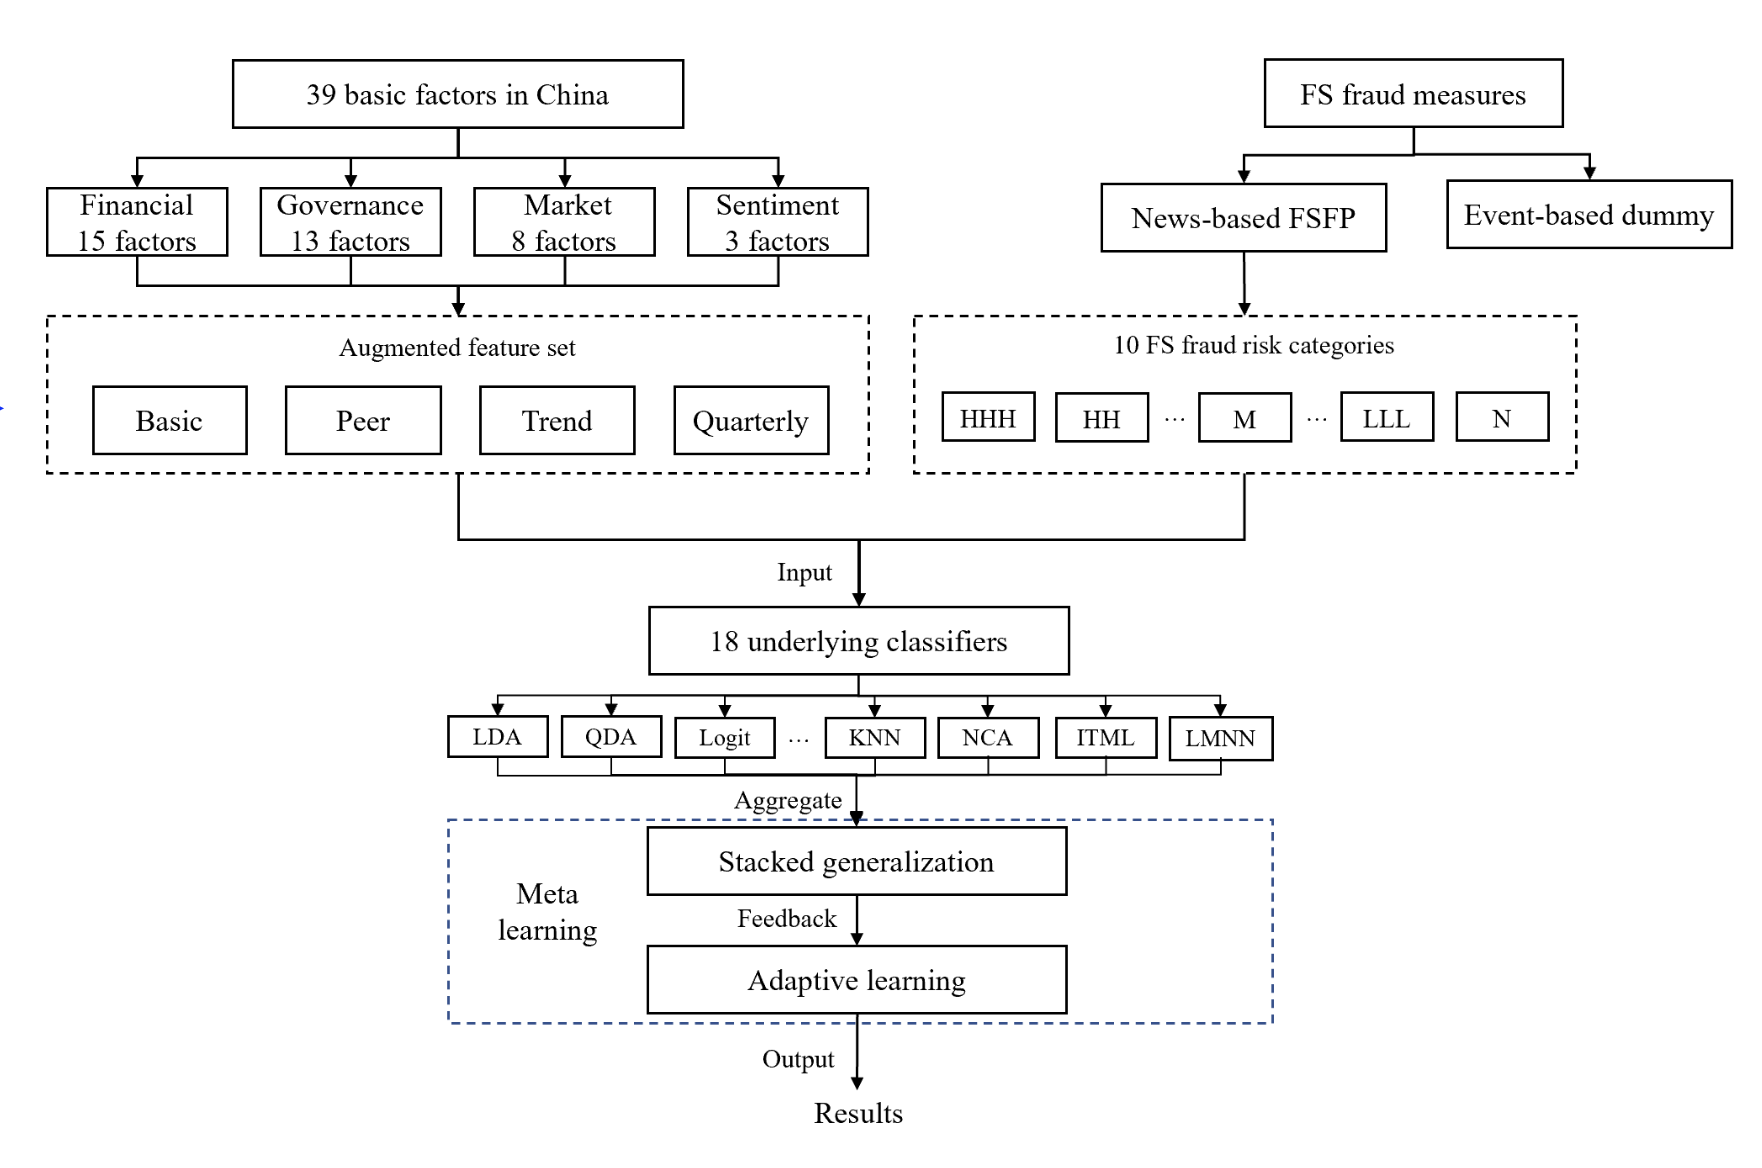 39 basic factors in China
FS fraud measures
Financial
15 factors
Governance
13 factors
Market
8 factors
Sentiment
3 factors
News-based FSFP
Event-based dummy
Augmented feature set
Basic
Peer
Trend
Quarterly
10 FS fraud risk categories
HHH
HH
...
M
...
LLL
N
Input
18 underlying classifiers
LDA
QDA
Logit
...
KNN
NCA
ITML
LMNN
Aggregate
Meta
learning
Stacked generalization
Feedback
Adaptive learning
Output
Results